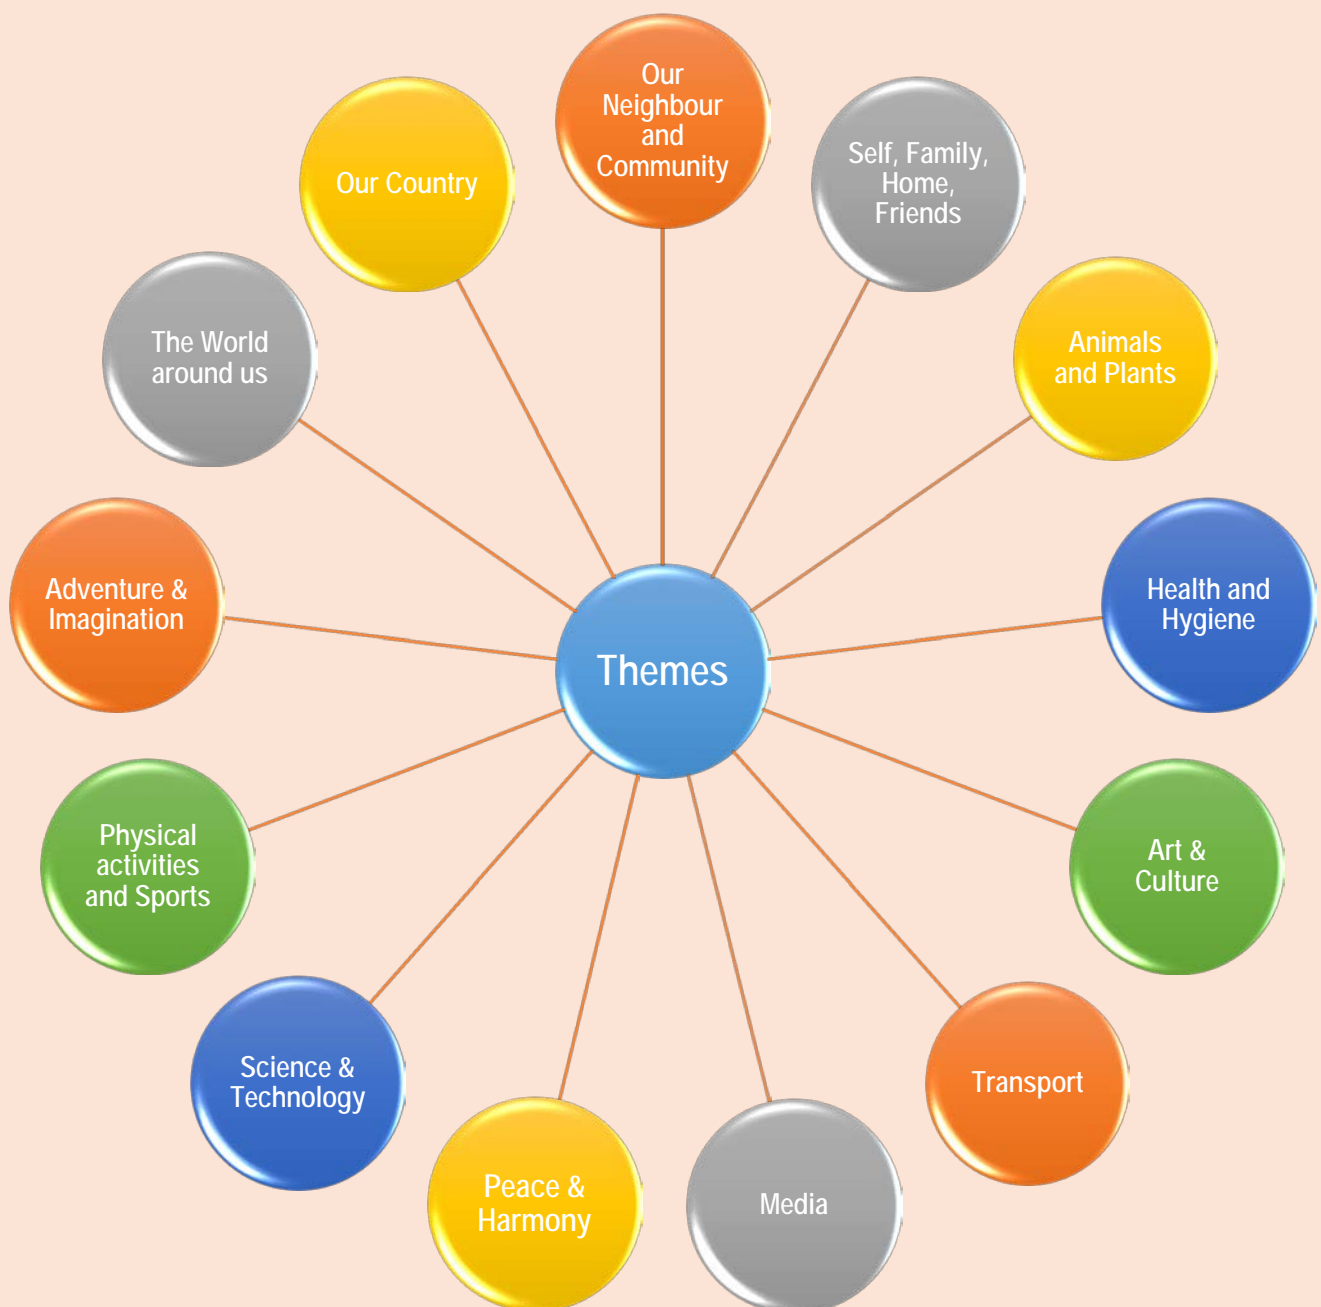 Our
Neighbour
and
Community
Self, Family,
Home,
Friends
Animals
and Plants
Health and
Hygiene
Art &
Culture
Transport
Media
Peace &
Harmony
Science &
Technology
Physical
activities
and Sports
Adventure &
Imagination
The World
around us
Our Country
Themes